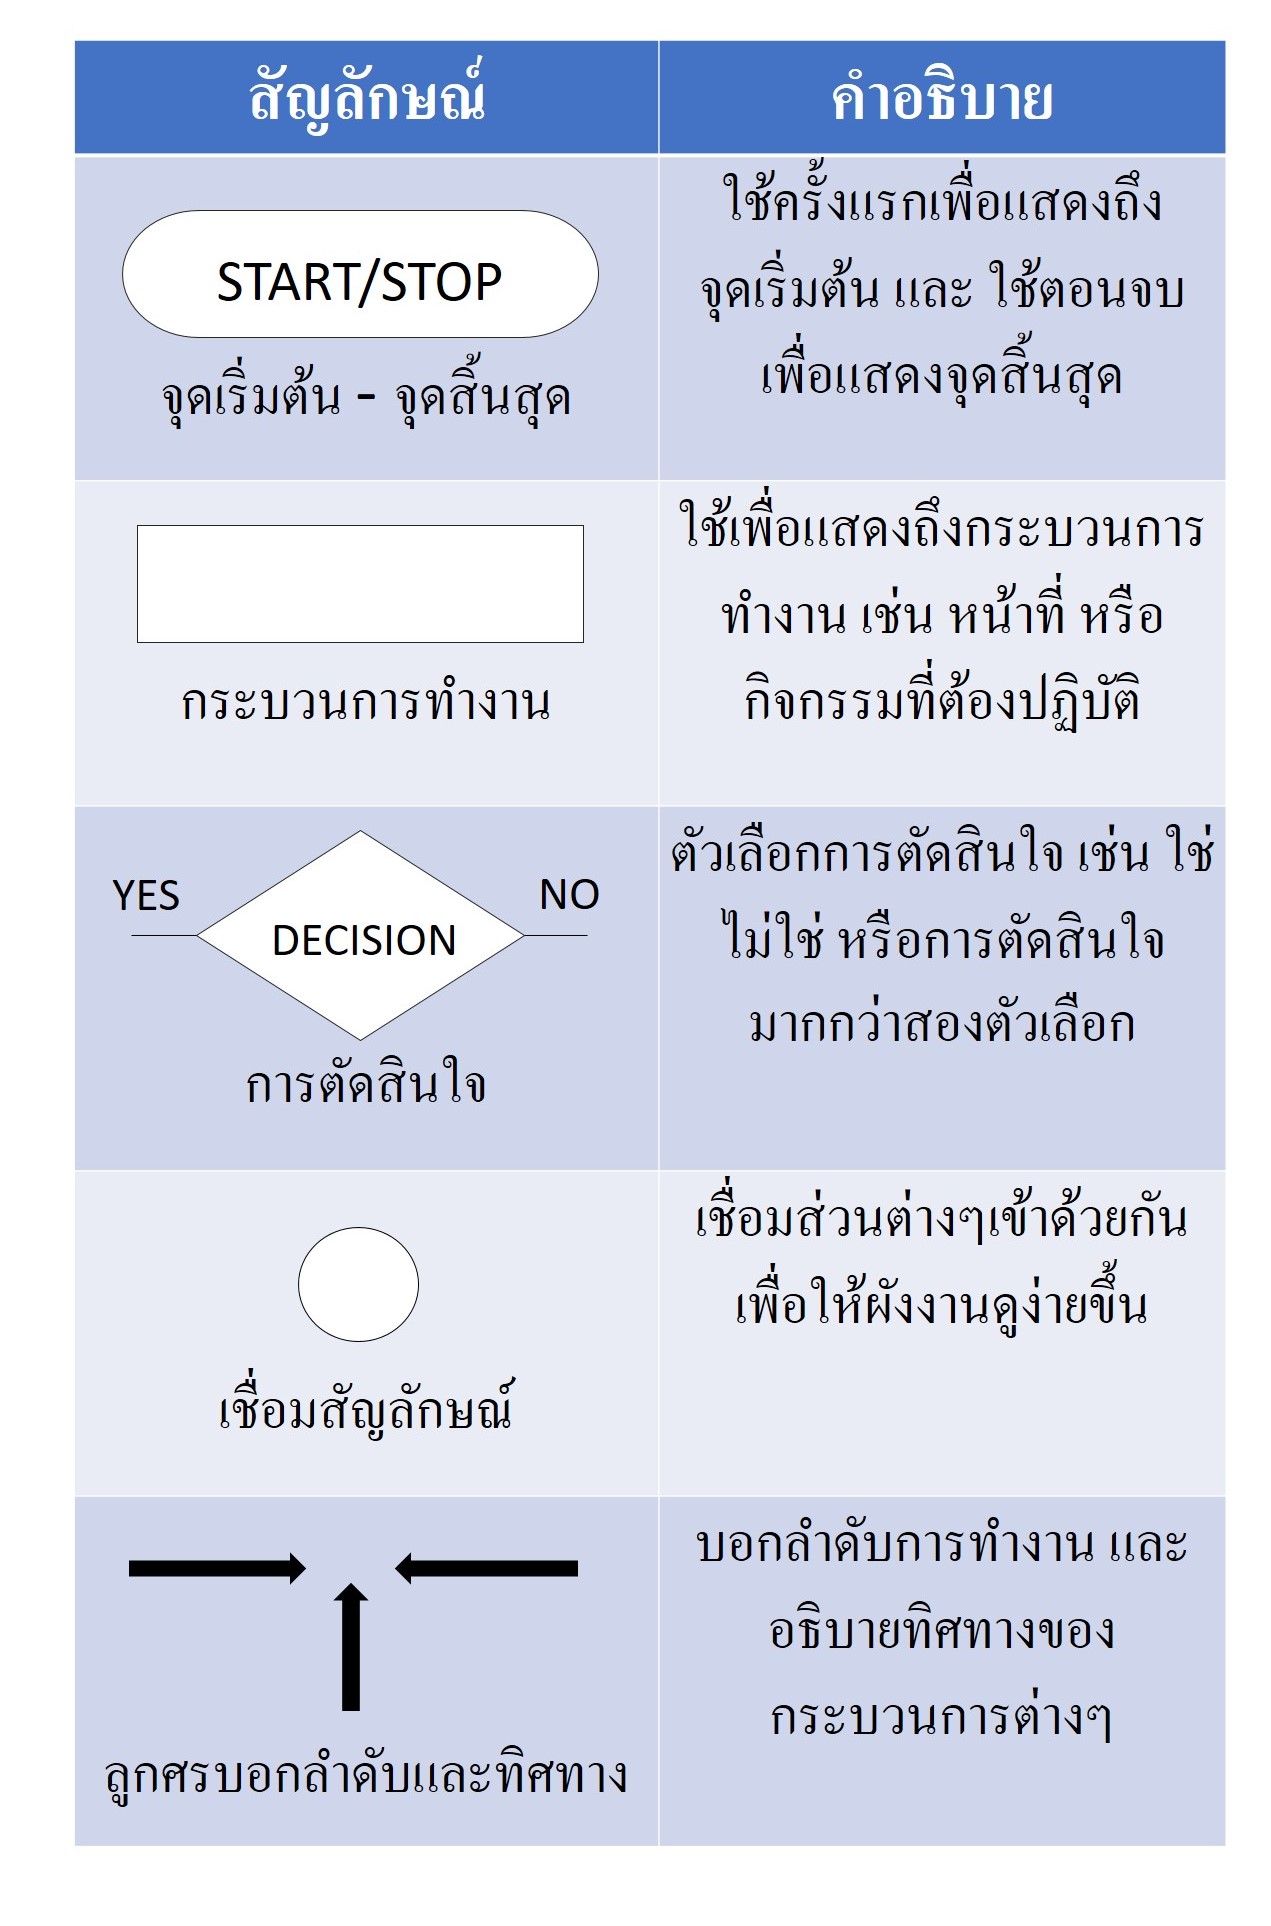 สัญลักษณ์
คำอธิบาย
START/STOP
จุดเริ่มต้น - จุดสิ้นสุด
ใช้ครั้งแรกเพื่อแสดงถึง
จุดเริ่มต้น และ ใช้ตอนจบ
เพื่อแสดงจุดสิ้นสุด
กระบวนการทำงาน
ใช้เพื่อแสดงถึงกระบวนการ
ทำงาน เช่น หน้าที่ หรือ
กิจกรรมที่ต้องปฏิบัติ
YES
DECISION
NO
การตัดสินใจ
ตัวเลือกการตัดสินใจ เช่น ใช่
ไม่ใช่ หรือการตัดสินใจ
มากกว่าสองตัวเลือก
เชื่อมสัญลักษณ์
เชื่อมส่วนต่างๆเข้าด้วยกัน
เพื่อให้ผังงานดูง่ายขึ้น
ลูกศรบอกลำดับและทิศทาง
บอกลำดับการทำงาน และ
อธิบายทิศทางของ
กระบวนการต่างๆ